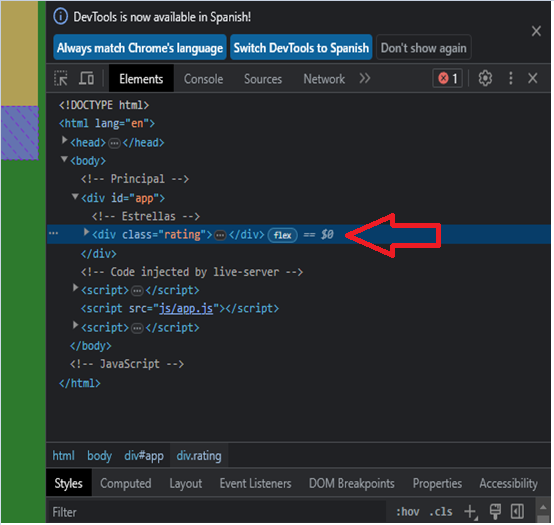 DevTools is now available in Spanish!
Always match Chrome's language Switch DevTools to Spanish Don't show again
Elements Console Sources Network 1
<!DOCTYPE html>
<html lang="en">
<head> … </head>
<body>
<!-- Principal -->
<div id="app">
<!-- Estrellas -->
… <div class="rating"> … </div> flex == $0
</div>
<!-- Code injected by live-server -->
<script> … </script>
<script src="js/app.js"></script>
<script> … </script>
</body>
<!-- JavaScript -->
</html>
html body div#app div.rating
Styles Computed Layout Event Listeners DOM Breakpoints Properties Accessibility
Filter :hov .cls